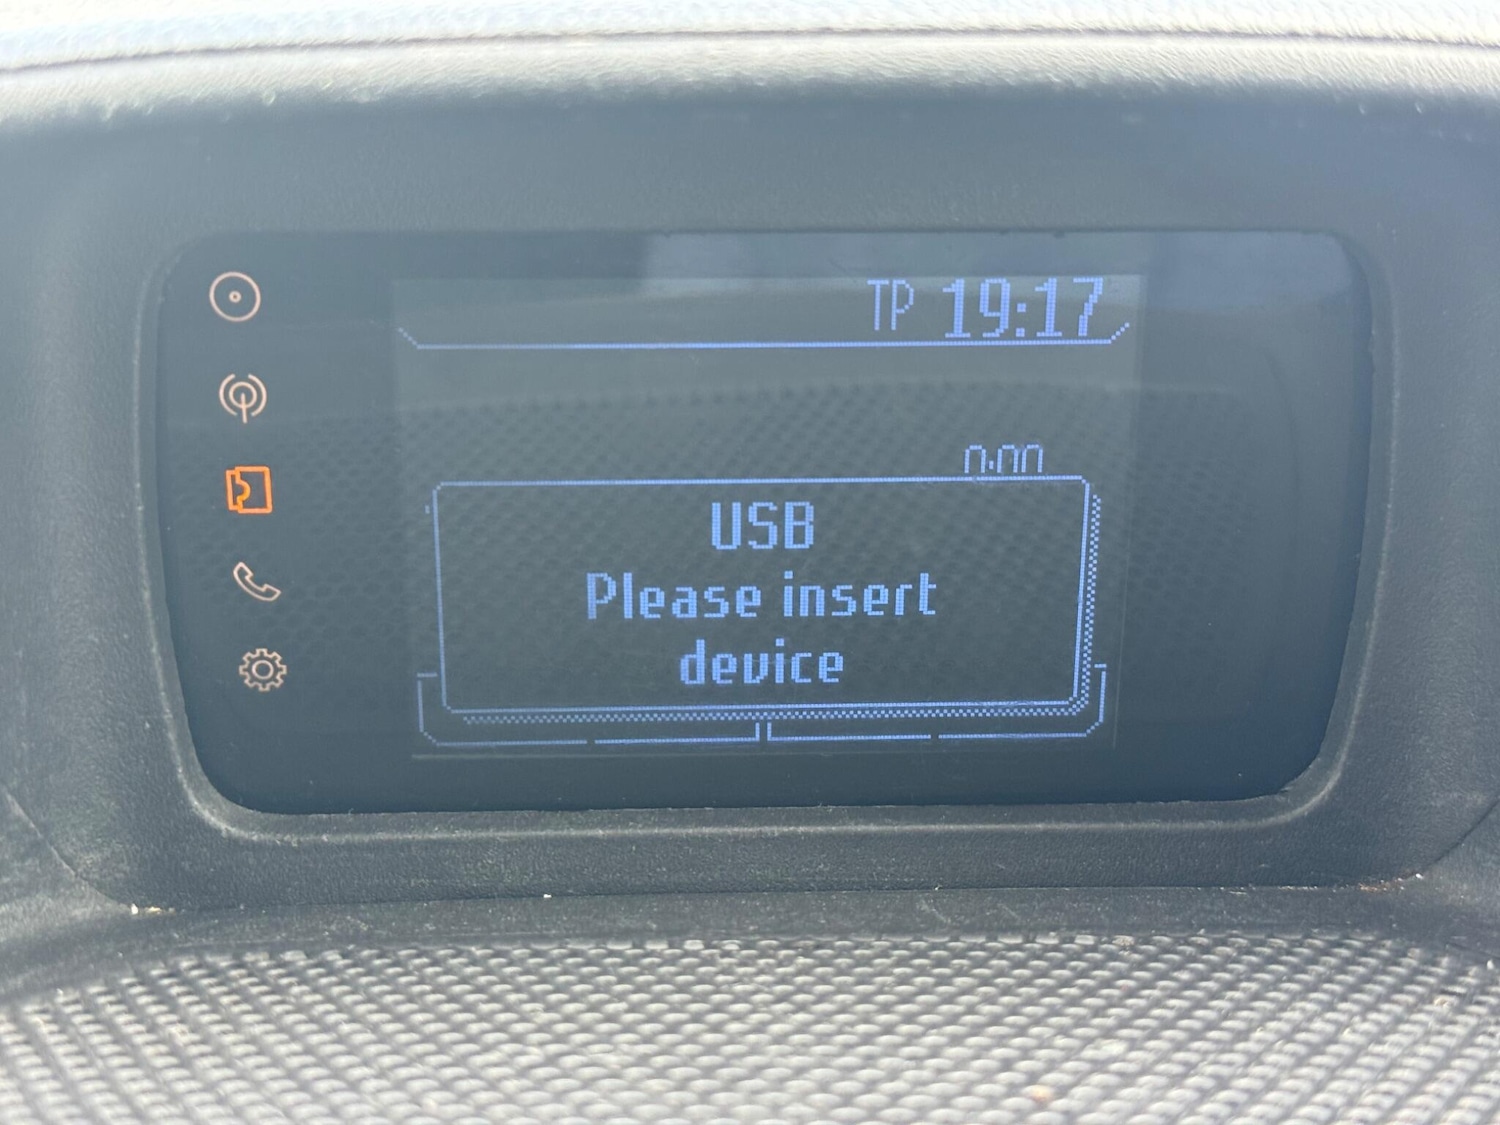 TP 19:17
0:00
USB
Please insert
device